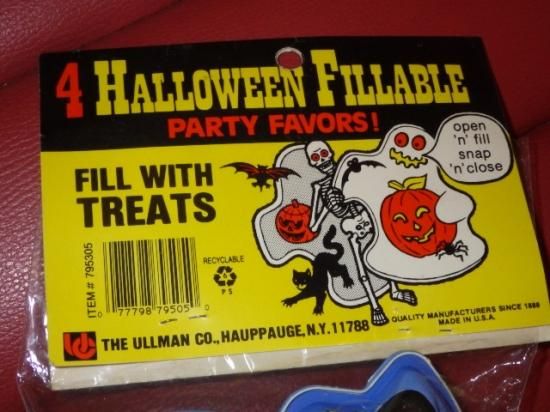 4 HALLOWEEN FILLABLE
PARTY FAVORS!
open
'n' fill
snap
'n' close
FILL WITH
TREATS
ITEM # 795305
RECYCLABLE
6
PS
0 77798 79505 0
QUALITY MANUFACTURERS SINCE 1888
MADE IN U.S.A.
THE ULLMAN CO., HAUPPAUGE, N.Y. 11788